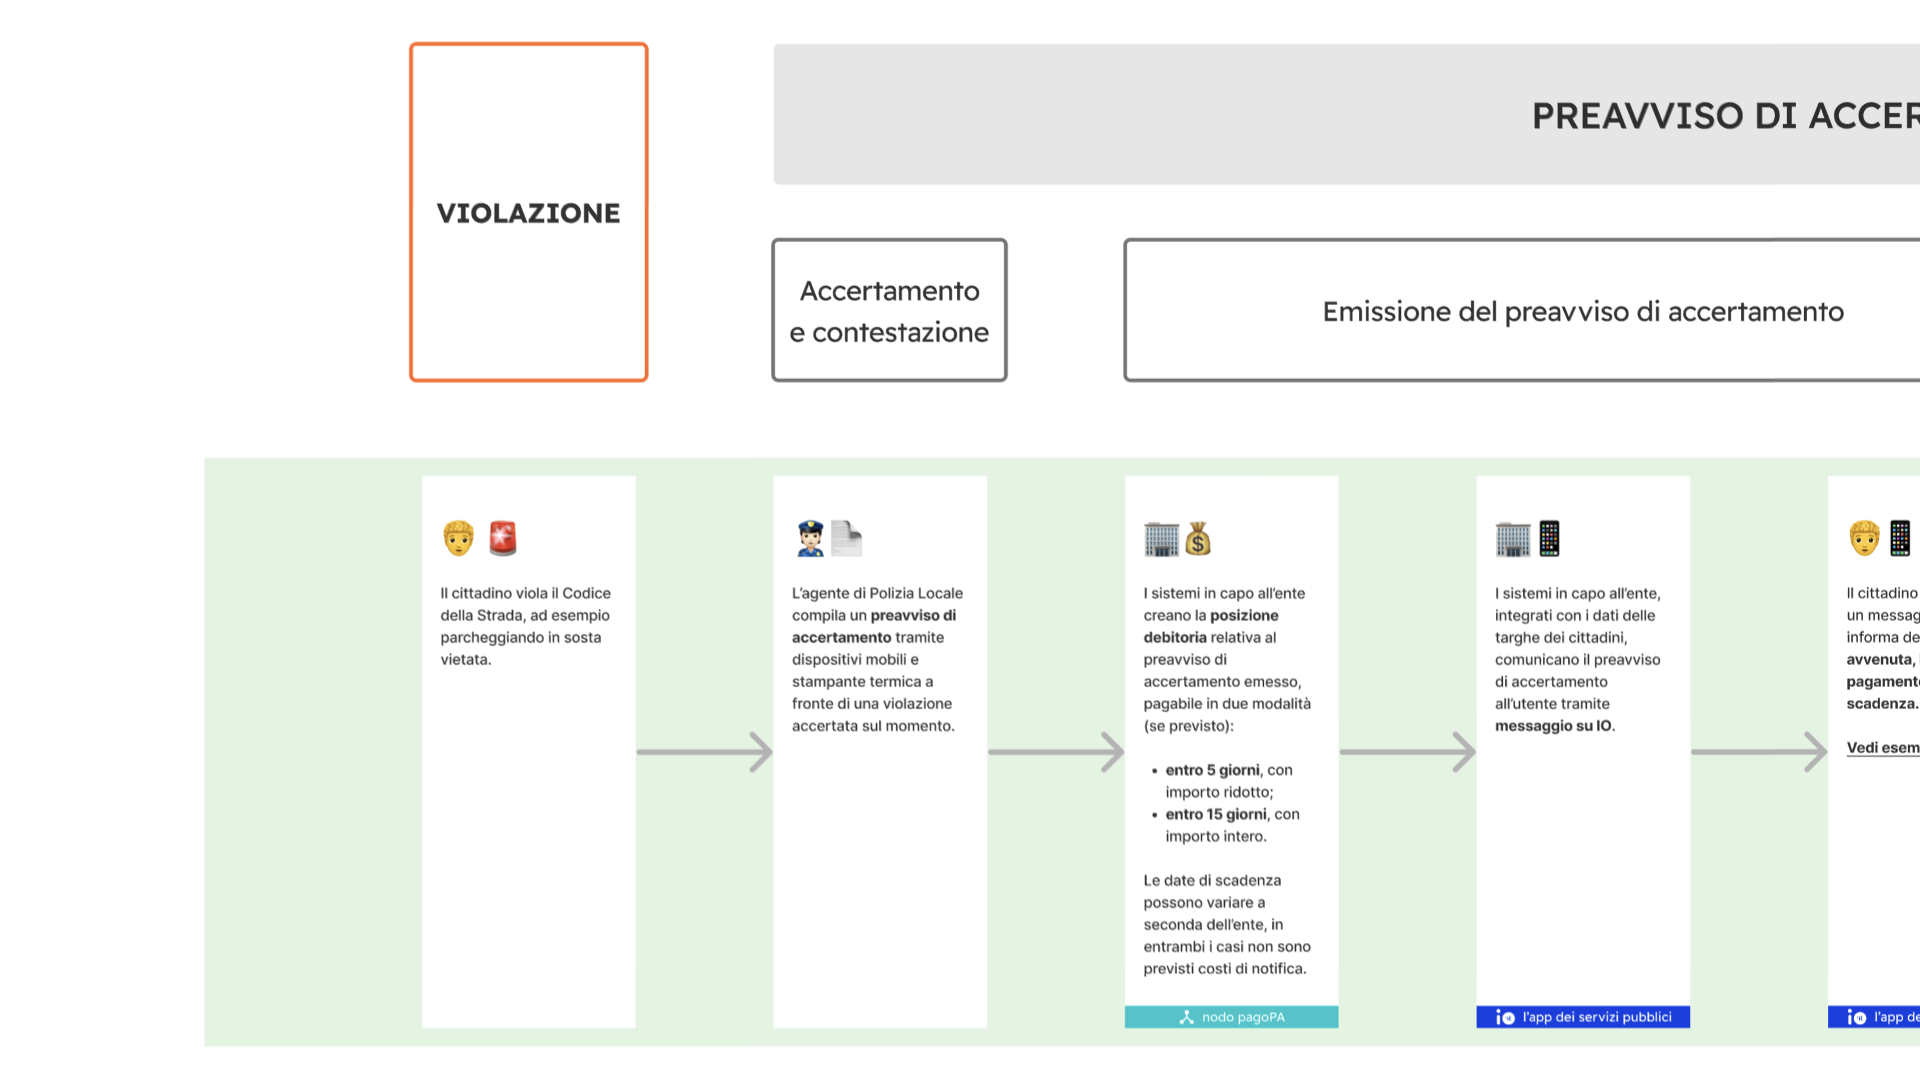 PREAVVISO DI ACCER
VIOLAZIONE
Accertamento
e contestazione
Emissione del preavviso di accertamento
Il cittadino viola il Codice
della Strada, ad esempio
parcheggiando in sosta
vietata.
L'agente di Polizia Locale
compila un preavviso di
accertamento tramite
dispositivi mobili e
stampante termica a
fronte di una violazione
accertata sul momento.
I sistemi in capo all'ente
creano la posizione
debitoria relativa al
preavviso di
accertamento emesso,
pagabile in due modalità
(se previsto):
• entro 5 giorni, con
importo ridotto;
• entro 15 giorni, con
importo intero.
Le date di scadenza
possono variare a
seconda dell'ente, in
entrambi i casi non sono
previsti costi di notifica.
nodo pagoPA
I sistemi in capo all'ente,
integrati con i dati delle
targhe dei cittadini,
comunicano il preavviso
di accertamento
all'utente tramite
messaggio su IO.
io l'app dei servizi pubblici
Il cittadino
un messag
informa de
avvenuta,
pagamento
scadenza.
Vedi esem
io l'app de